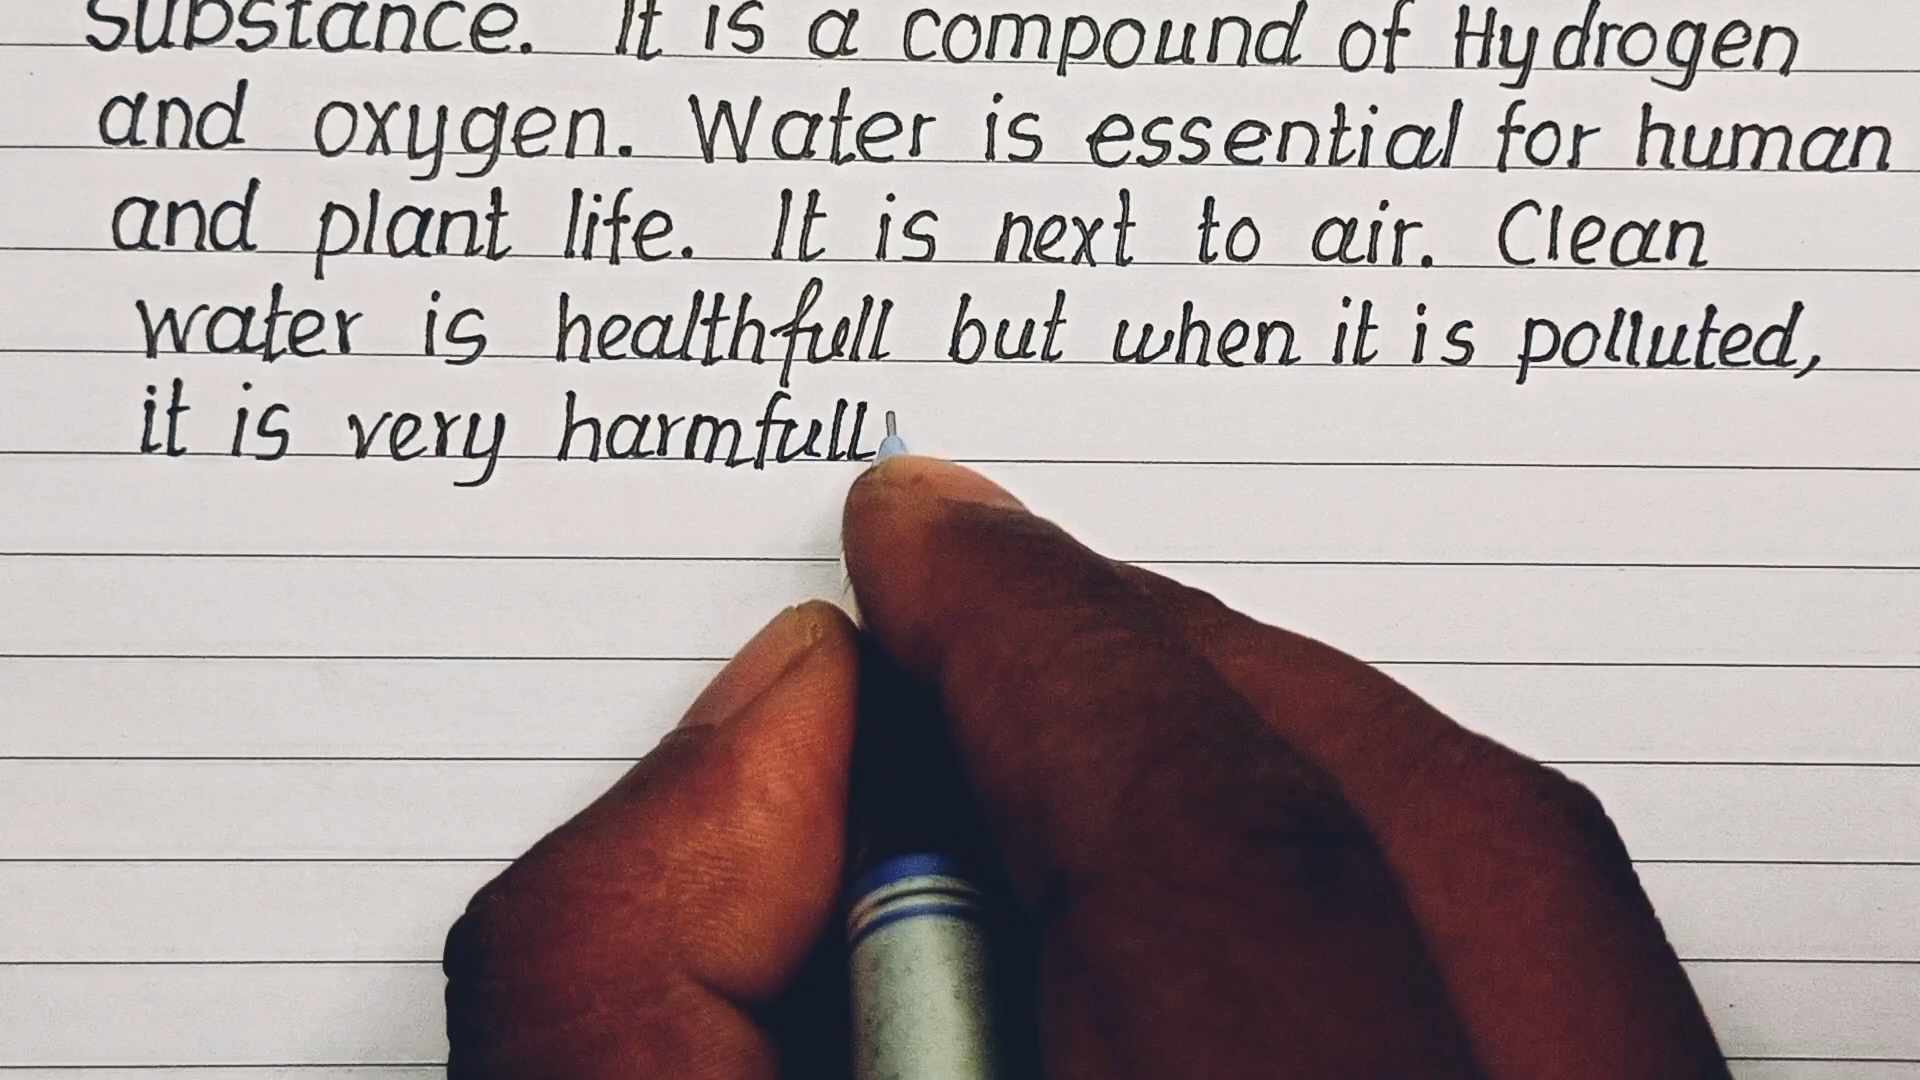 substance. It is a compound of Hydrogen
and oxygen. Water is essential for human
and plant life. It is next to air. Clean
water is healthfull but when it is polluted,
it is very harmfull